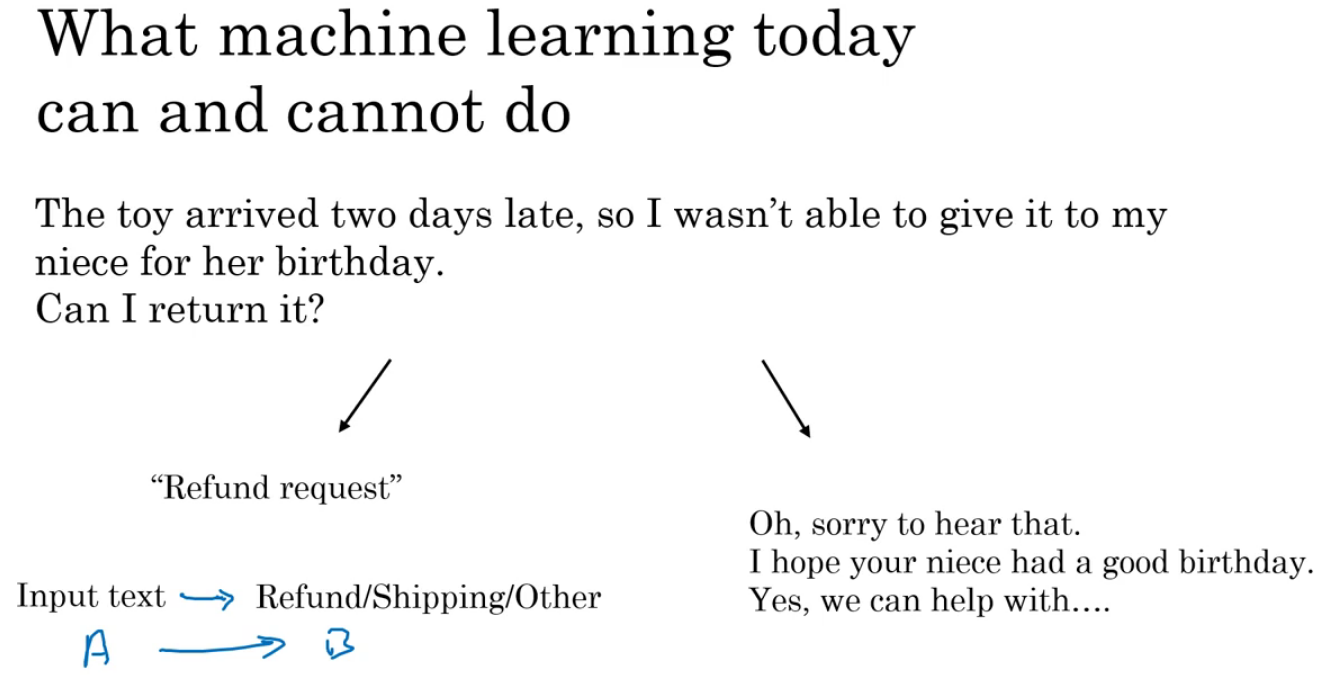 What machine learning today
can and cannot do
The toy arrived two days late, so I wasn’t able to give it to my
niece for her birthday.
Can I return it?
“Refund request”
Input text → Refund/Shipping/Other
A → B
Oh, sorry to hear that.
I hope your niece had a good birthday.
Yes, we can help with....